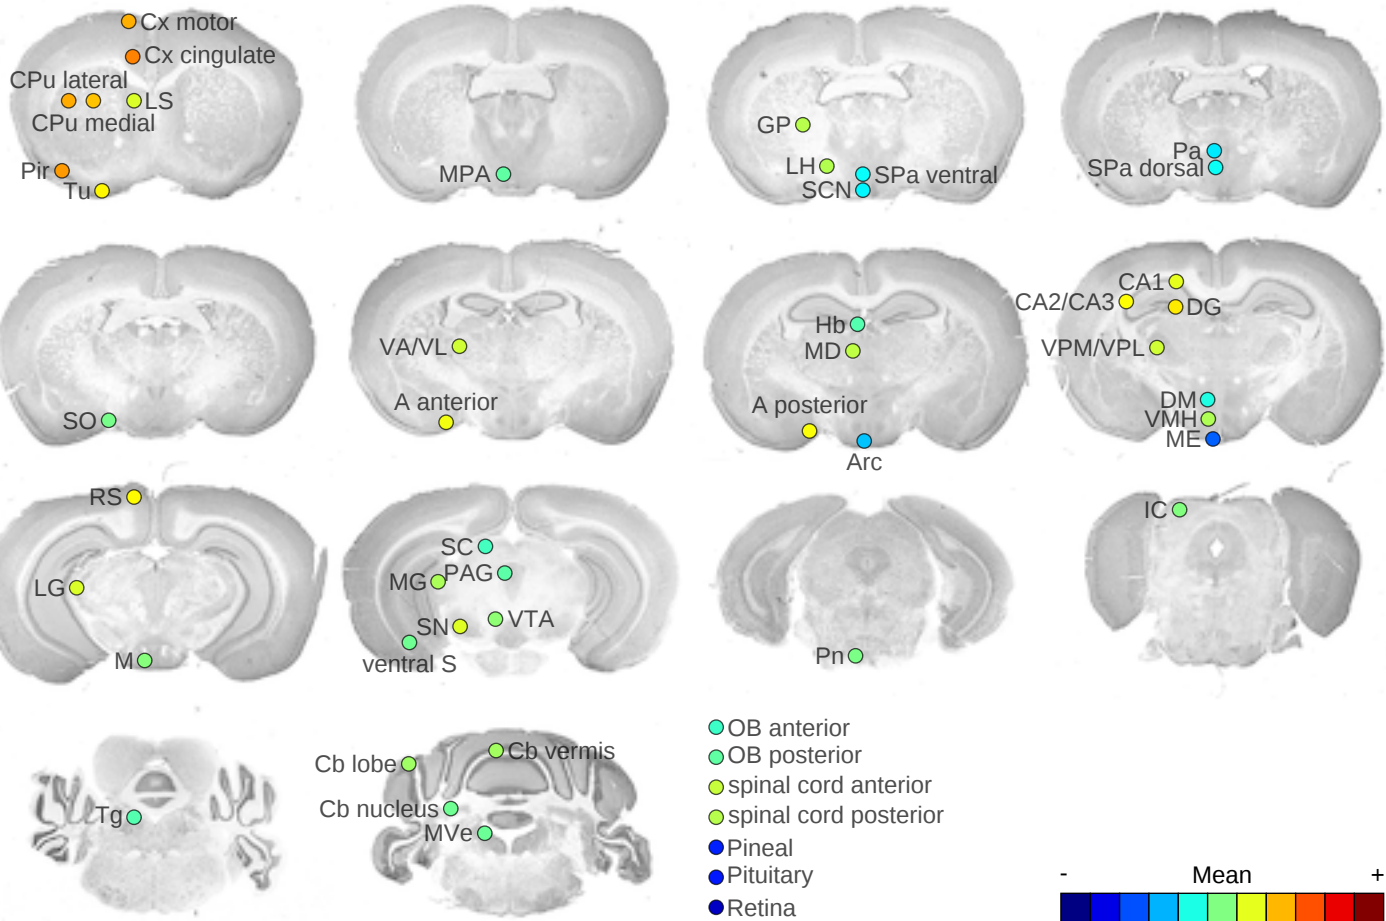 Cx motor
Cx cingulate
CPu lateral
LS
CPu medial
Pir
Tu
MPA
GP
LH
SPa ventral
SCN
Pa
SPa dorsal
SO
VA/VL
A anterior
Hb
MD
A posterior
Arc
CA1
CA2/CA3
DG
VPM/VPL
DM
VMH
ME
RS
LG
M
SC
PAG
MG
SN
VTA
ventral S
Pn
IC
Tg
Cb lobe
Cb vermis
Cb nucleus
MVe
OB anterior
OB posterior
spinal cord anterior
spinal cord posterior
Pineal
Pituitary
Retina
- Mean +